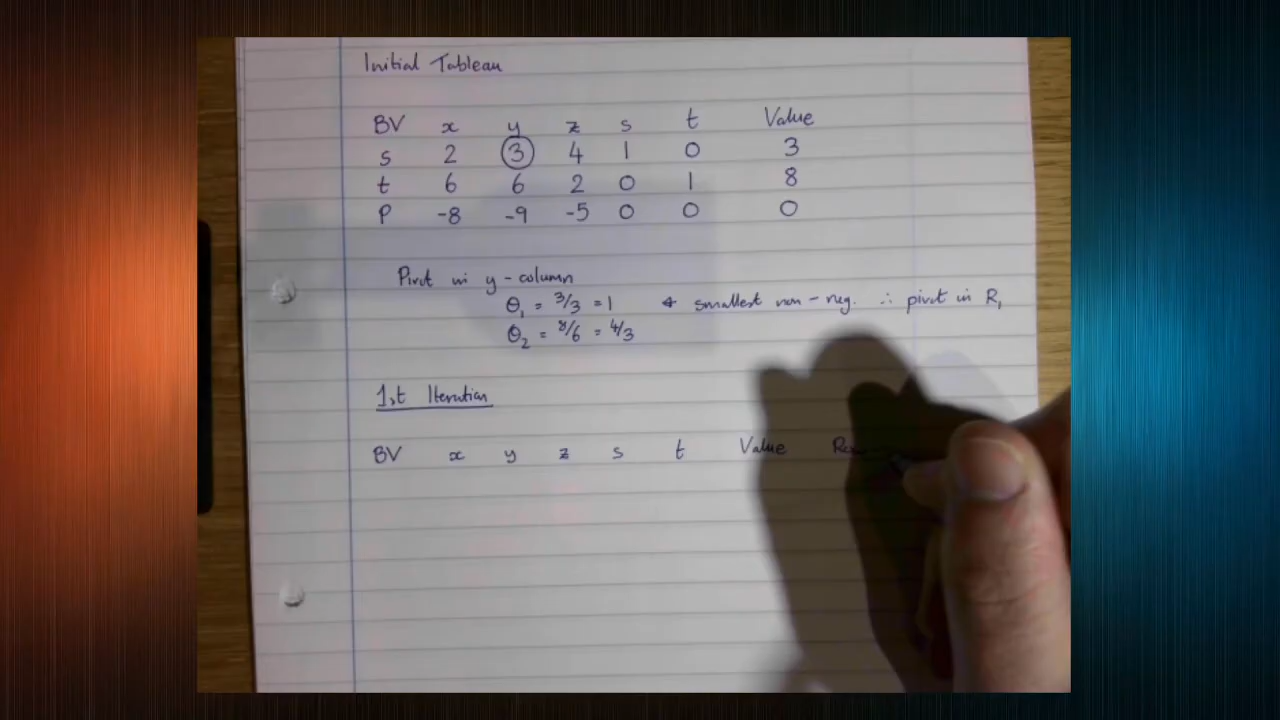 Initial Tableau
BV x y z s t Value
s 2 3 4 1 0 3
t 6 6 2 0 1 8
P -8 -9 -5 0 0 0
Pivot in y-column
θ₁ = 3/3 = 1 ← smallest non-neg. ∴ pivot in R₁
θ₂ = 8/6 = 4/3
1st Iteration
BV x y z s t Value